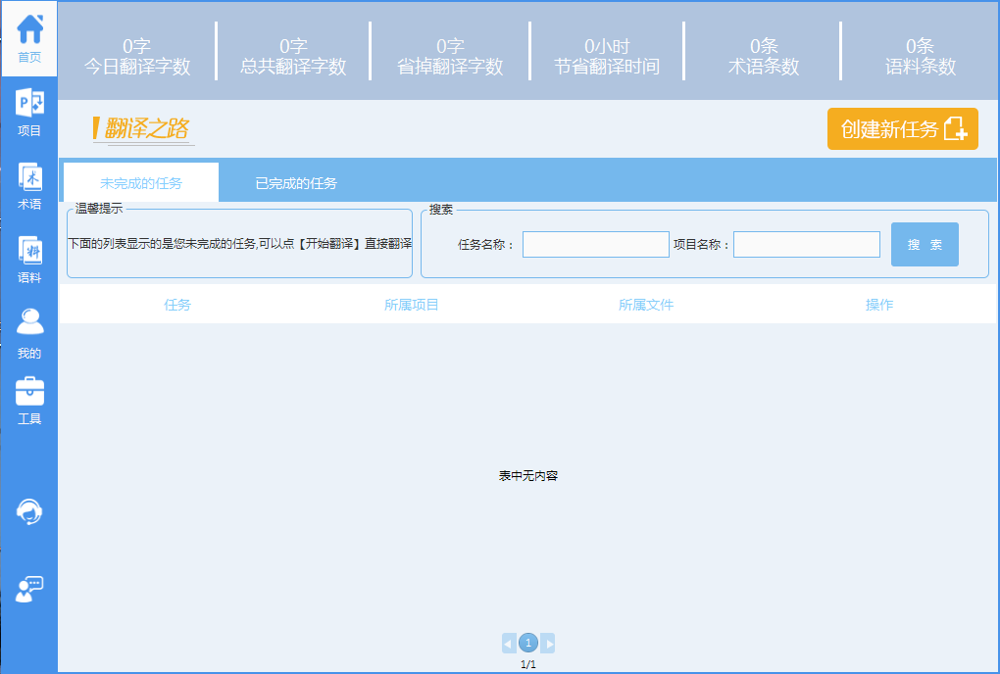 首页
项目
术语
语料
我的
工具
0字
今日翻译字数
0字
总共翻译字数
0字
省掉翻译字数
0小时
节省翻译时间
0条
术语条数
0条
语料条数
翻译之路
创建新任务
未完成的任务
已完成的任务
温馨提示
下面的列表显示的是您未完成的任务,可以点【开始翻译】直接翻译
搜索
任务名称：
项目名称：
搜 索
任务
所属项目
所属文件
操作
表中无内容
1
1/1